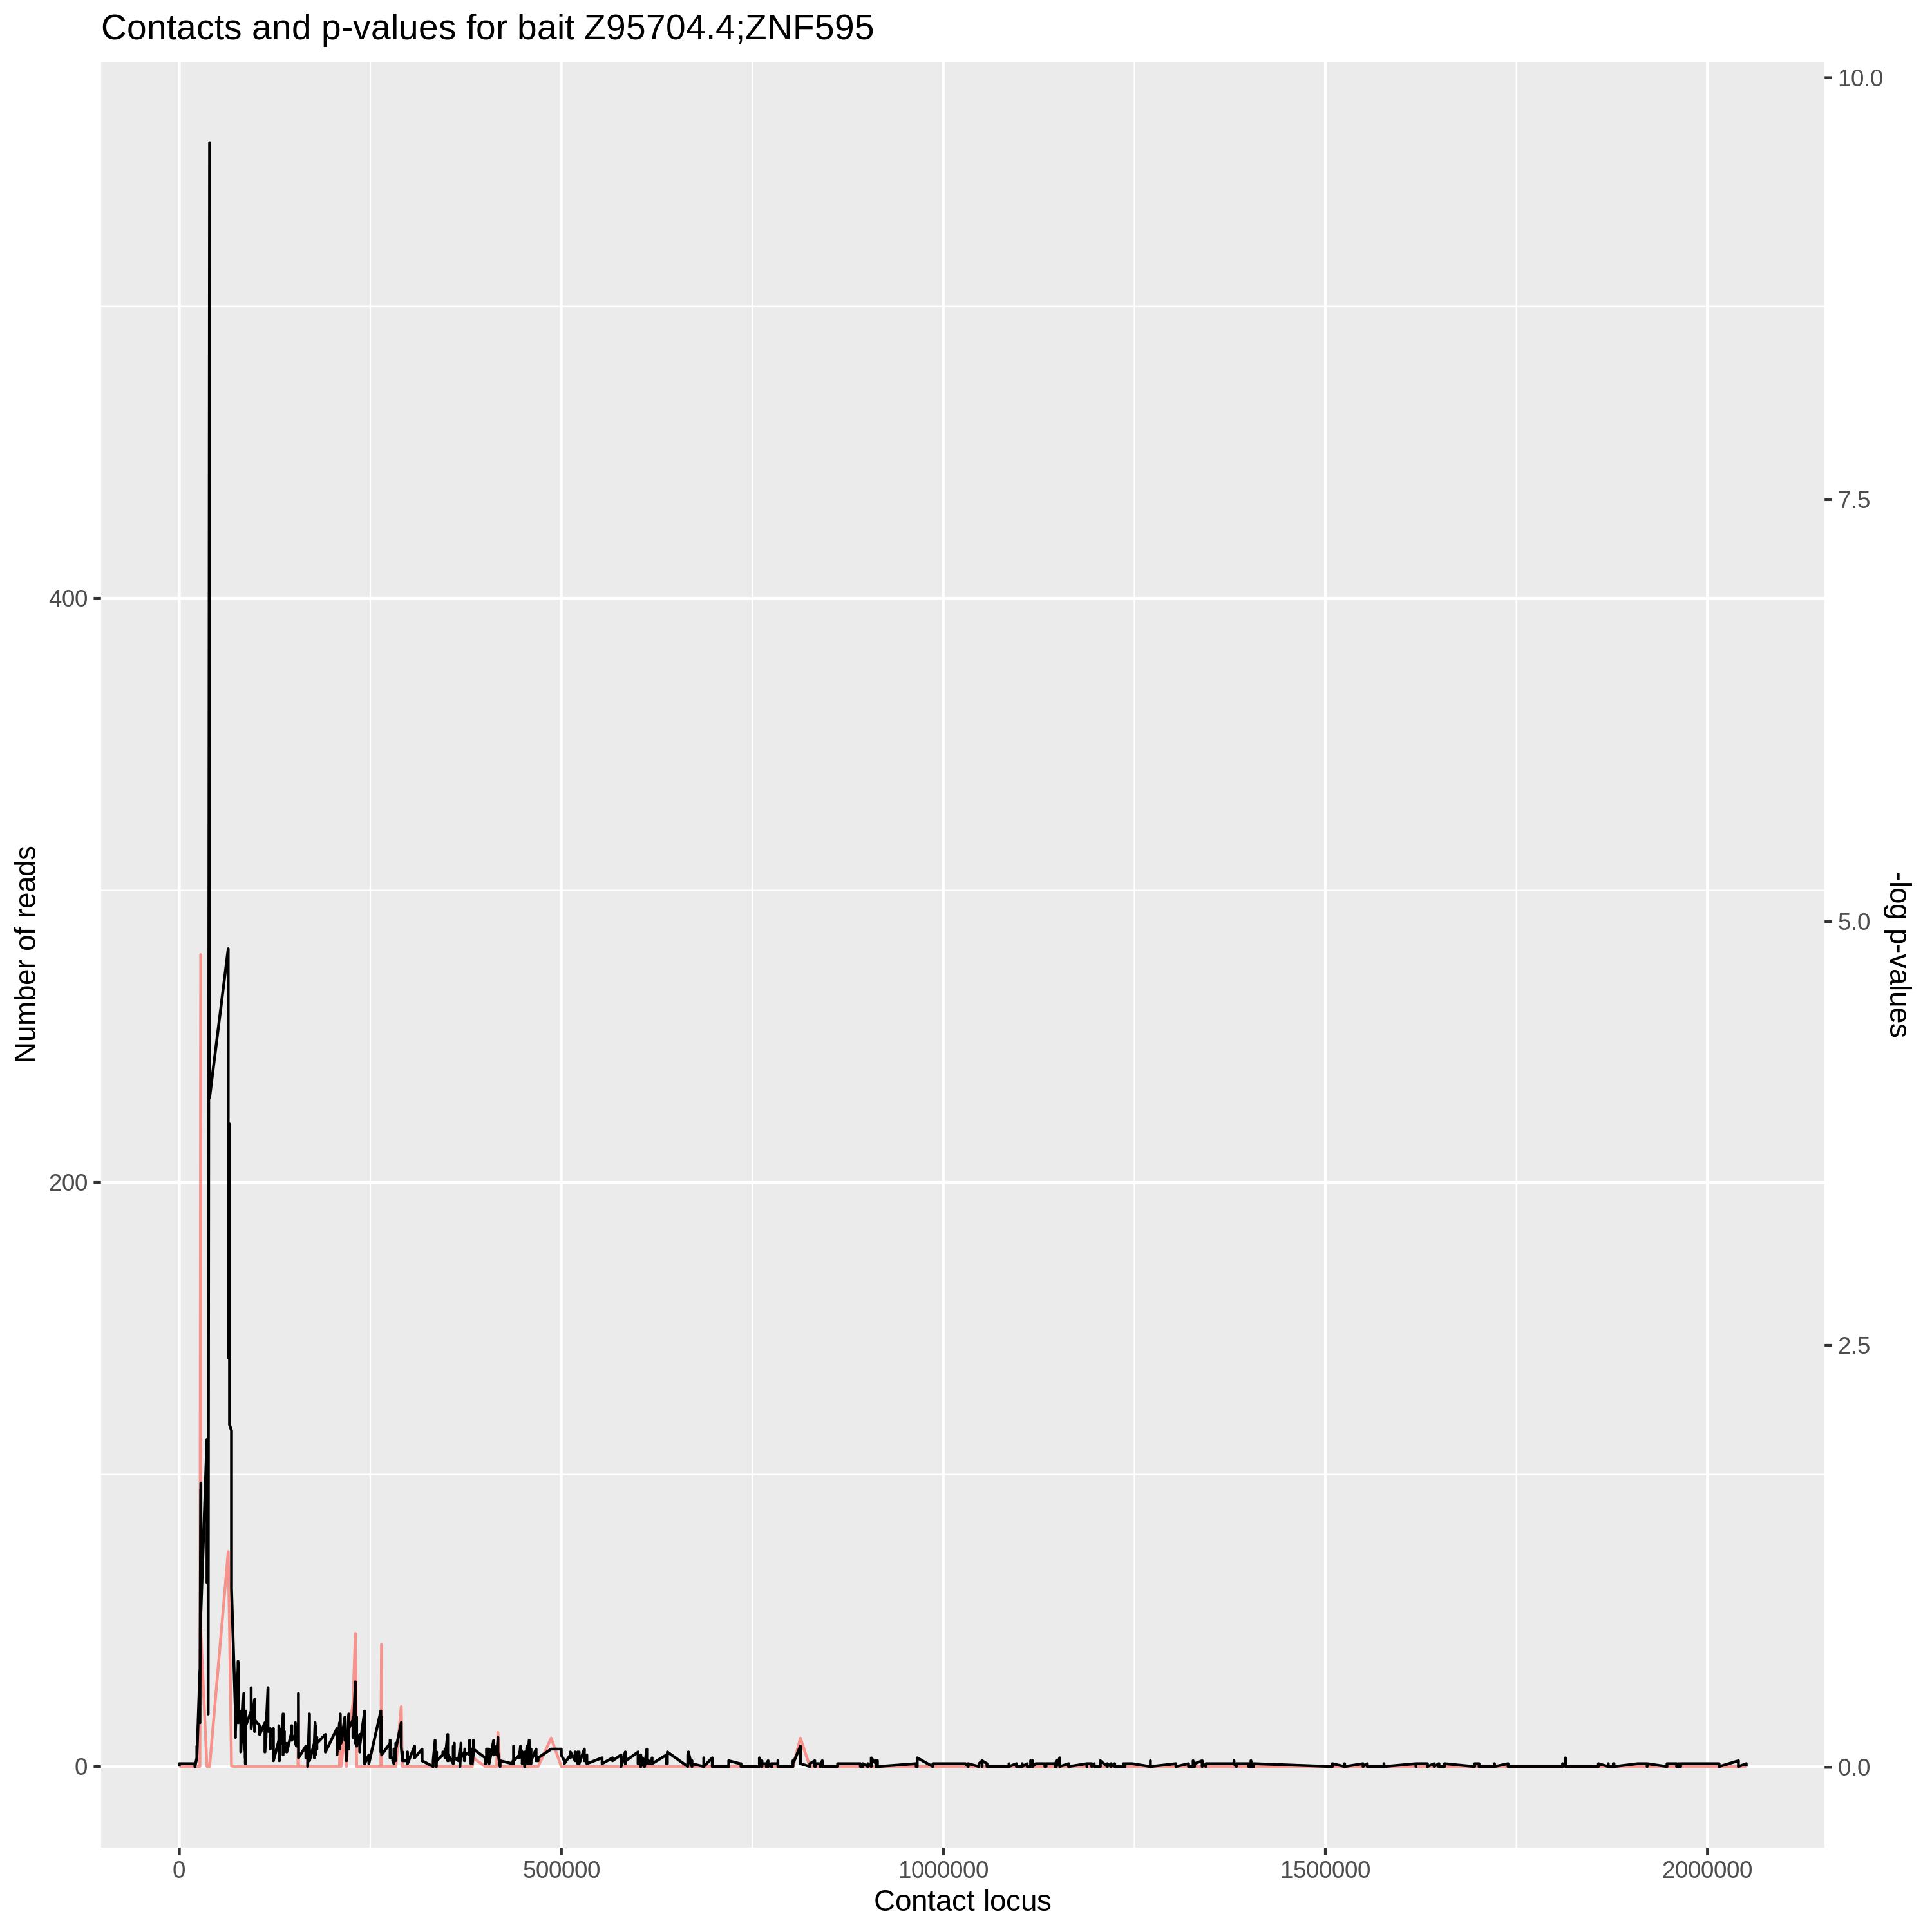 Contacts and p-values for bait Z95704.4;ZNF595
10.0
7.5
400
5.0
Number of reads
-log p-values
200
2.5
0
0.0
0 500000 1000000 1500000 2000000
Contact locus